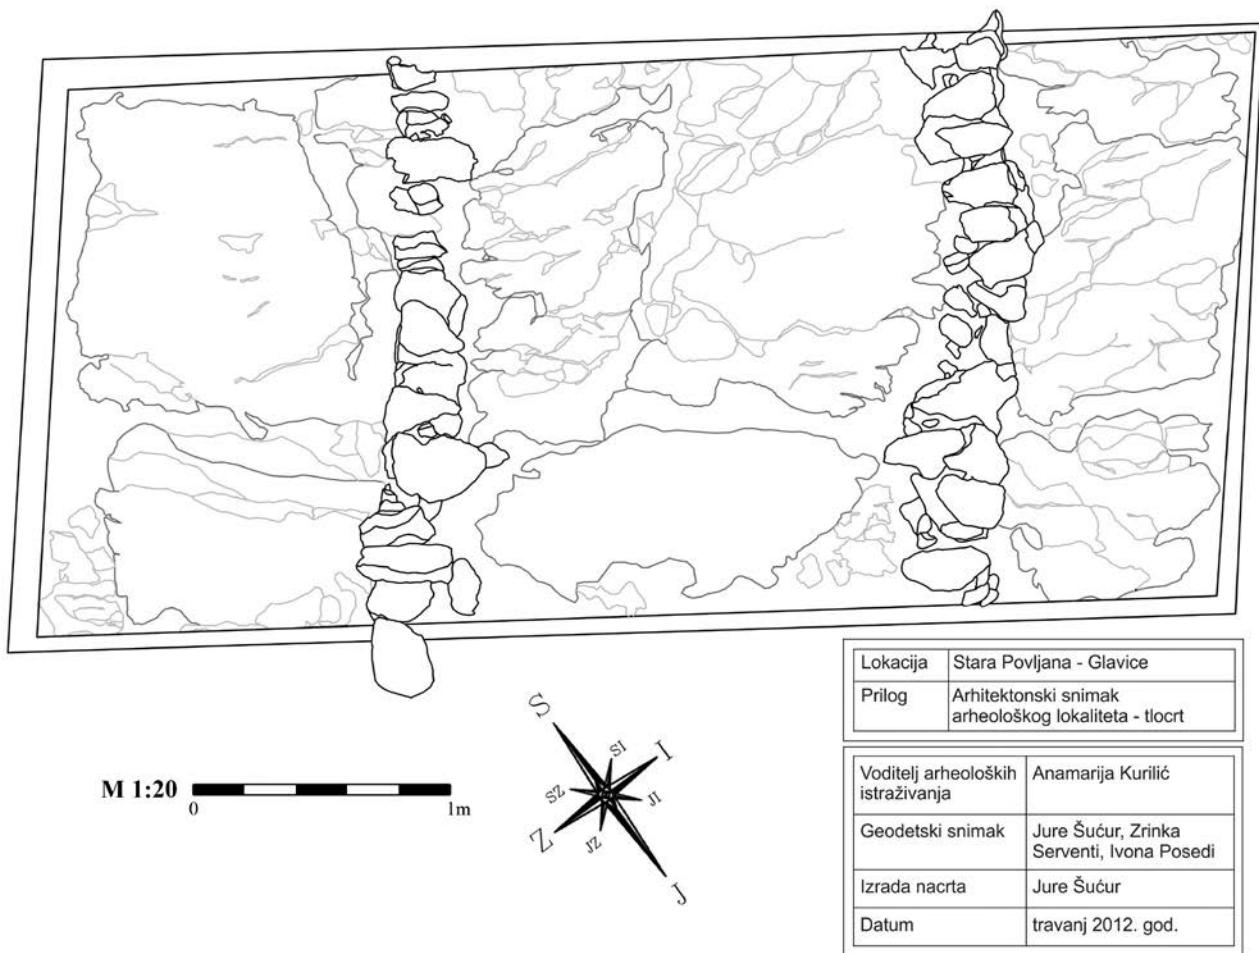 Lokacija Stara Povljana - Glavice
Prilog Arhitektonski snimak
arheološkog lokaliteta - tlocrt
S
I
SI
M 1:20
0 1m
SZ
JI
Z
JZ
J
Voditelj arheoloških Anamarija Kurilić
istraživanja
Geodetski snimak Jure Šućur, Zrinka
Serventi, Ivona Posedi
Izrada nacrta Jure Šućur
Datum travanj 2012. god.